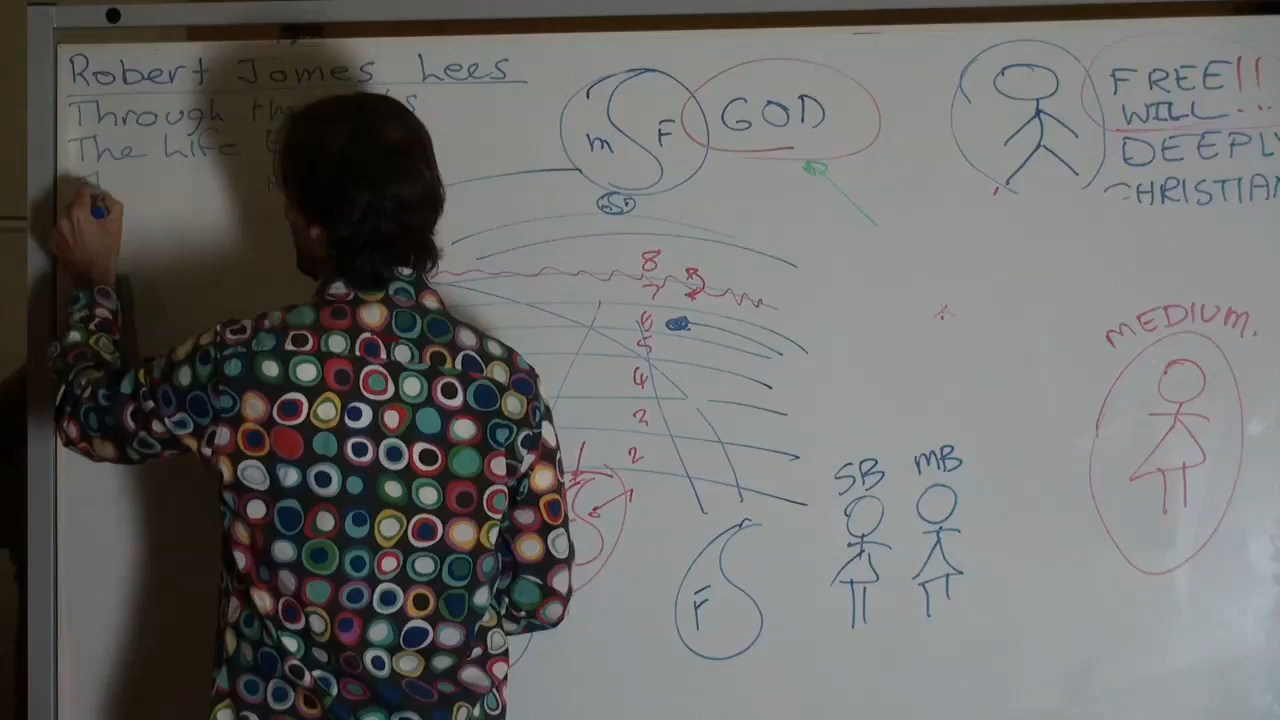 Robert James Lees
Through the
The Life
M F
GOD
FREE!!
WILL...
DEEPLY
CHRISTIAN
8
7
6
5
4
3
2
MEDIUM.
SB MB
F